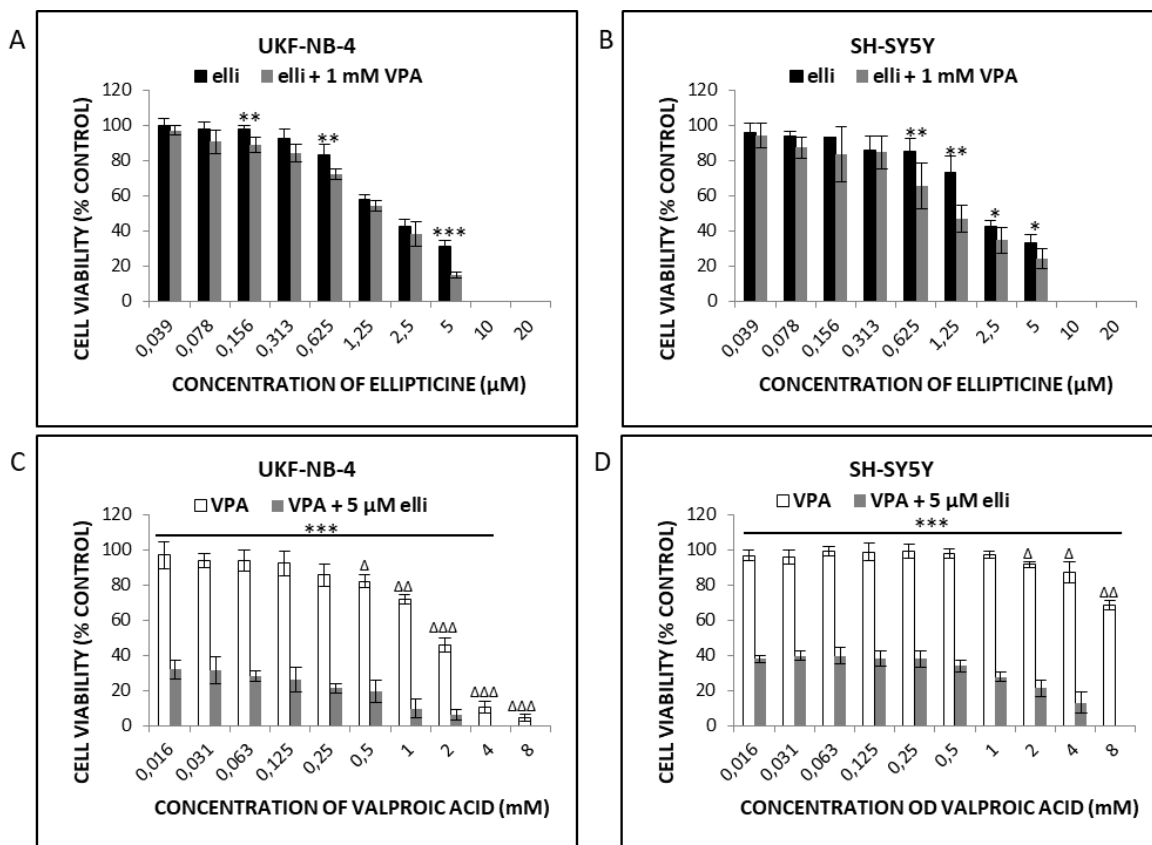 A
UKF-NB-4
elli elli + 1 mM VPA
CELL VIABILITY (% CONTROL)
120
100
80
60
40
20
0
**
**
***
0,039 0,078 0,156 0,313 0,625 1,25 2,5 5 10 20
CONCENTRATION OF ELLIPTICINE (µM)
B
SH-SY5Y
elli elli + 1 mM VPA
CELL VIABILITY (% CONTROL)
120
100
80
60
40
20
0
**
**
*
*
0,039 0,078 0,156 0,313 0,625 1,25 2,5 5 10 20
CONCENTRATION OF ELLIPTICINE (µM)
C
UKF-NB-4
VPA VPA + 5 µM elli
CELL VIABILITY (% CONTROL)
120
100
80
60
40
20
0
***
Δ
ΔΔ
ΔΔΔ
ΔΔΔ
ΔΔΔ
0,016 0,031 0,063 0,125 0,25 0,5 1 2 4 8
CONCENTRATION OF VALPROIC ACID (mM)
D
SH-SY5Y
VPA VPA + 5 µM elli
CELL VIABILITY (% CONTROL)
120
100
80
60
40
20
0
***
Δ
Δ
ΔΔ
0,016 0,031 0,063 0,125 0,25 0,5 1 2 4 8
CONCENTRATION OD VALPROIC ACID (mM)